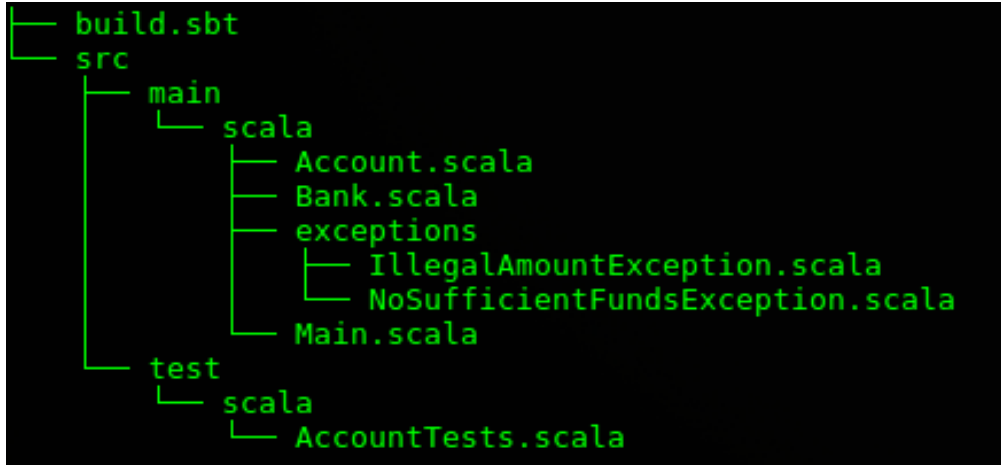 ├── build.sbt
└── src
    ├── main
    │   └── scala
    │       ├── Account.scala
    │       ├── Bank.scala
    │       ├── exceptions
    │       │   ├── IllegalAmountException.scala
    │       │   └── NoSufficientFundsException.scala
    │       └── Main.scala
    └── test
        └── scala
            └── AccountTests.scala